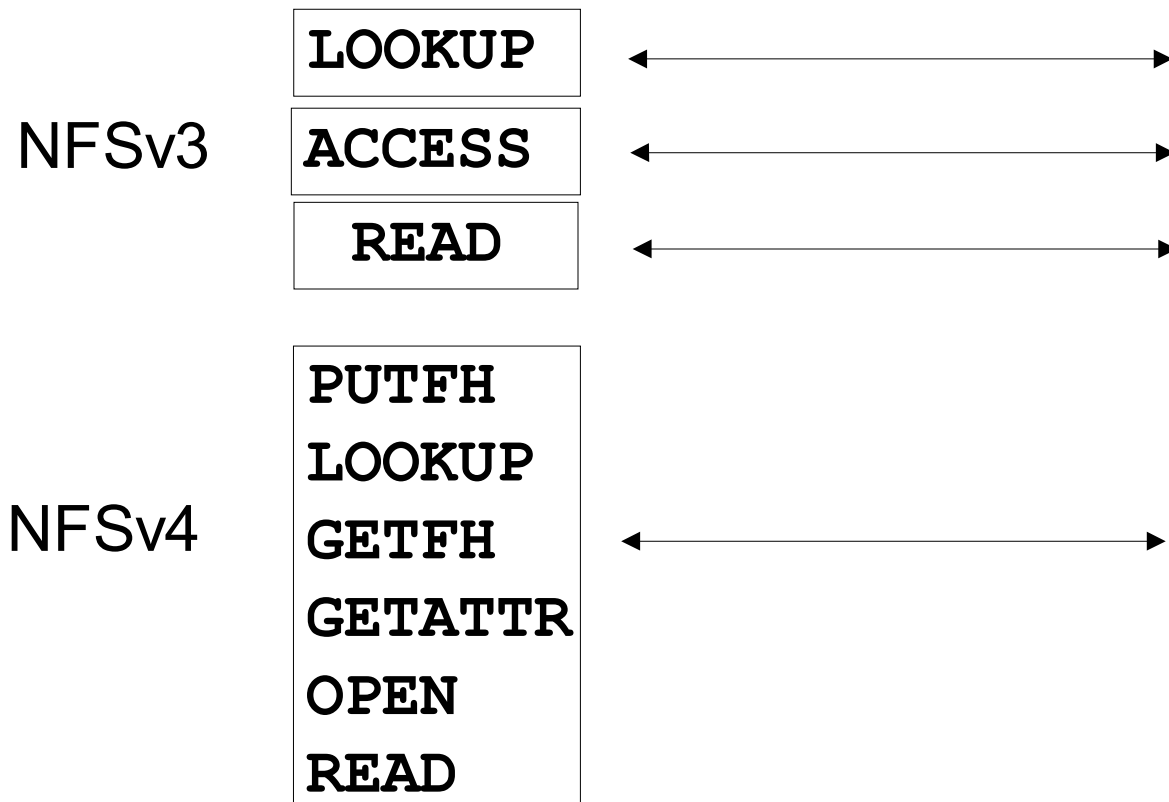 LOOKUP
NFSv3
ACCESS
READ
PUTFH
LOOKUP
GETFH
NFSv4
GETATTR
OPEN
READ